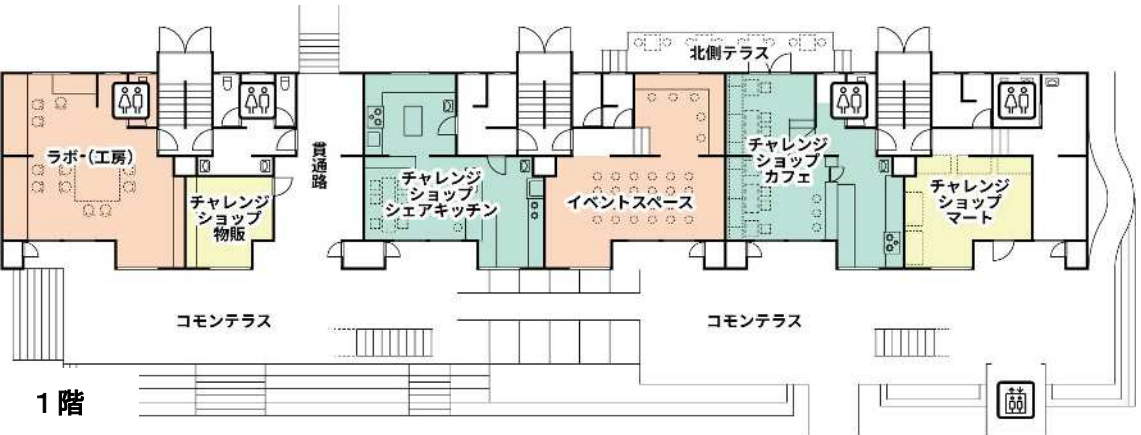 北側テラス
ラボ（工房）
チャレンジ
ショップ
物販
貫通路
チャレンジ
ショップ
シェアキッチン
イベントスペース
チャレンジ
ショップ
カフェ
チャレンジ
ショップ
マート
コモンテラス
コモンテラス
１階